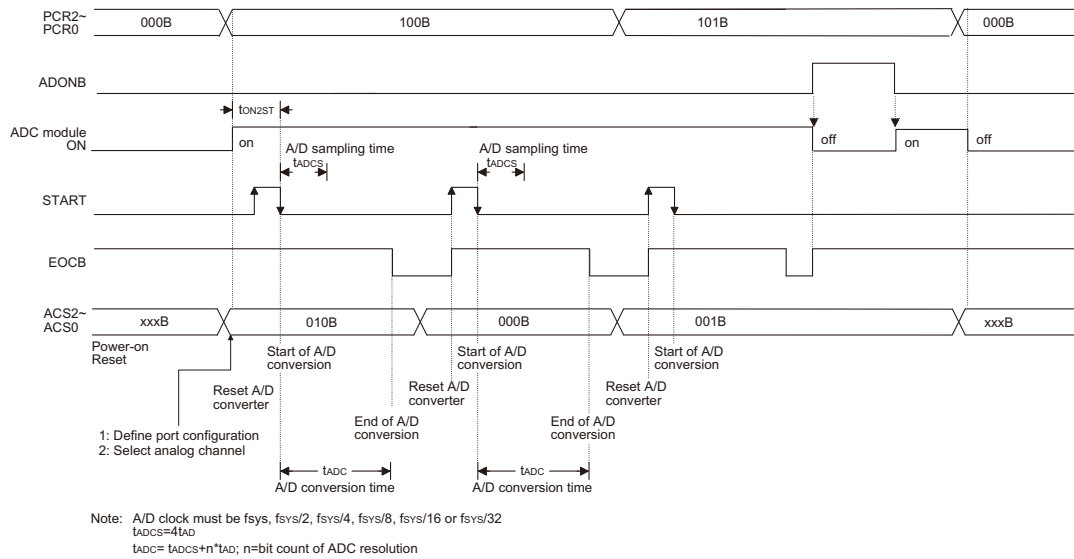 PCR2~
PCR0
000B
100B
101B
000B
ADONB
tON2ST
ADC module
ON
on
off
on
off
A/D sampling time
tADCS
A/D sampling time
tADCS
START
EOCB
ACS2~
ACS0
xxxB
010B
000B
001B
xxxB
Power-on
Reset
Start of A/D
conversion
Start of A/D
conversion
Start of A/D
conversion
Reset A/D
converter
Reset A/D
converter
Reset A/D
converter
End of A/D
conversion
End of A/D
conversion
1: Define port configuration
2: Select analog channel
tADC
A/D conversion time
tADC
A/D conversion time
Note: A/D clock must be fsys, fSYS/2, fSYS/4, fSYS/8, fSYS/16 or fSYS/32
tADCS=4tAD
tADC= tADCS+n*tAD; n=bit count of ADC resolution